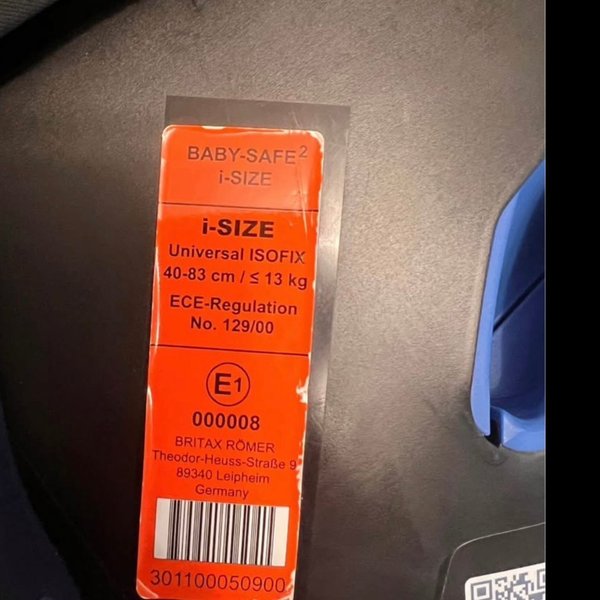 BABY-SAFE²
i-SIZE
i-SIZE
Universal ISOFIX
40-83 cm / ≤ 13 kg
ECE-Regulation
No. 129/00
E1
000008
BRITAX RÖMER
Theodor-Heuss-Straße 9
89340 Leipheim
Germany
301100050900